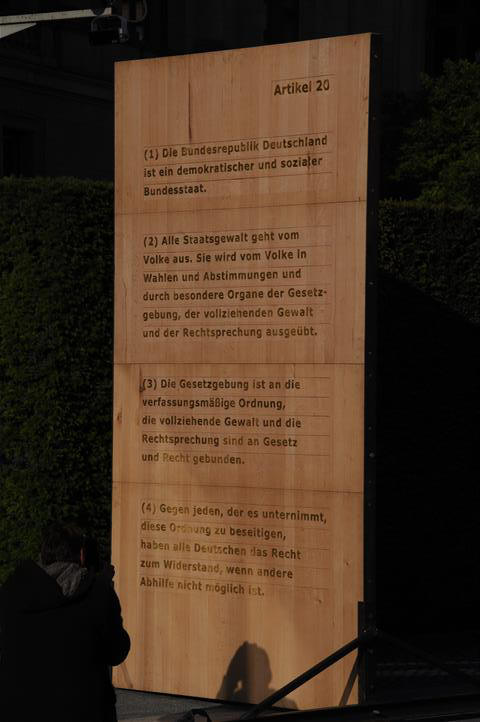 Artikel 20
(1) Die Bundesrepublik Deutschland
ist ein demokratischer und sozialer
Bundesstaat.
(2) Alle Staatsgewalt geht vom
Volke aus. Sie wird vom Volke in
Wahlen und Abstimmungen und
durch besondere Organe der Gesetz-
gebung, der vollziehenden Gewalt
und der Rechtsprechung ausgeübt.
(3) Die Gesetzgebung ist an die
verfassungsmäßige Ordnung,
die vollziehende Gewalt und die
Rechtsprechung sind an Gesetz
und Recht gebunden.
(4) Gegen jeden, der es unternimmt,
diese Ordnung zu beseitigen,
haben alle Deutschen das Recht
zum Widerstand, wenn andere
Abhilfe nicht möglich ist.